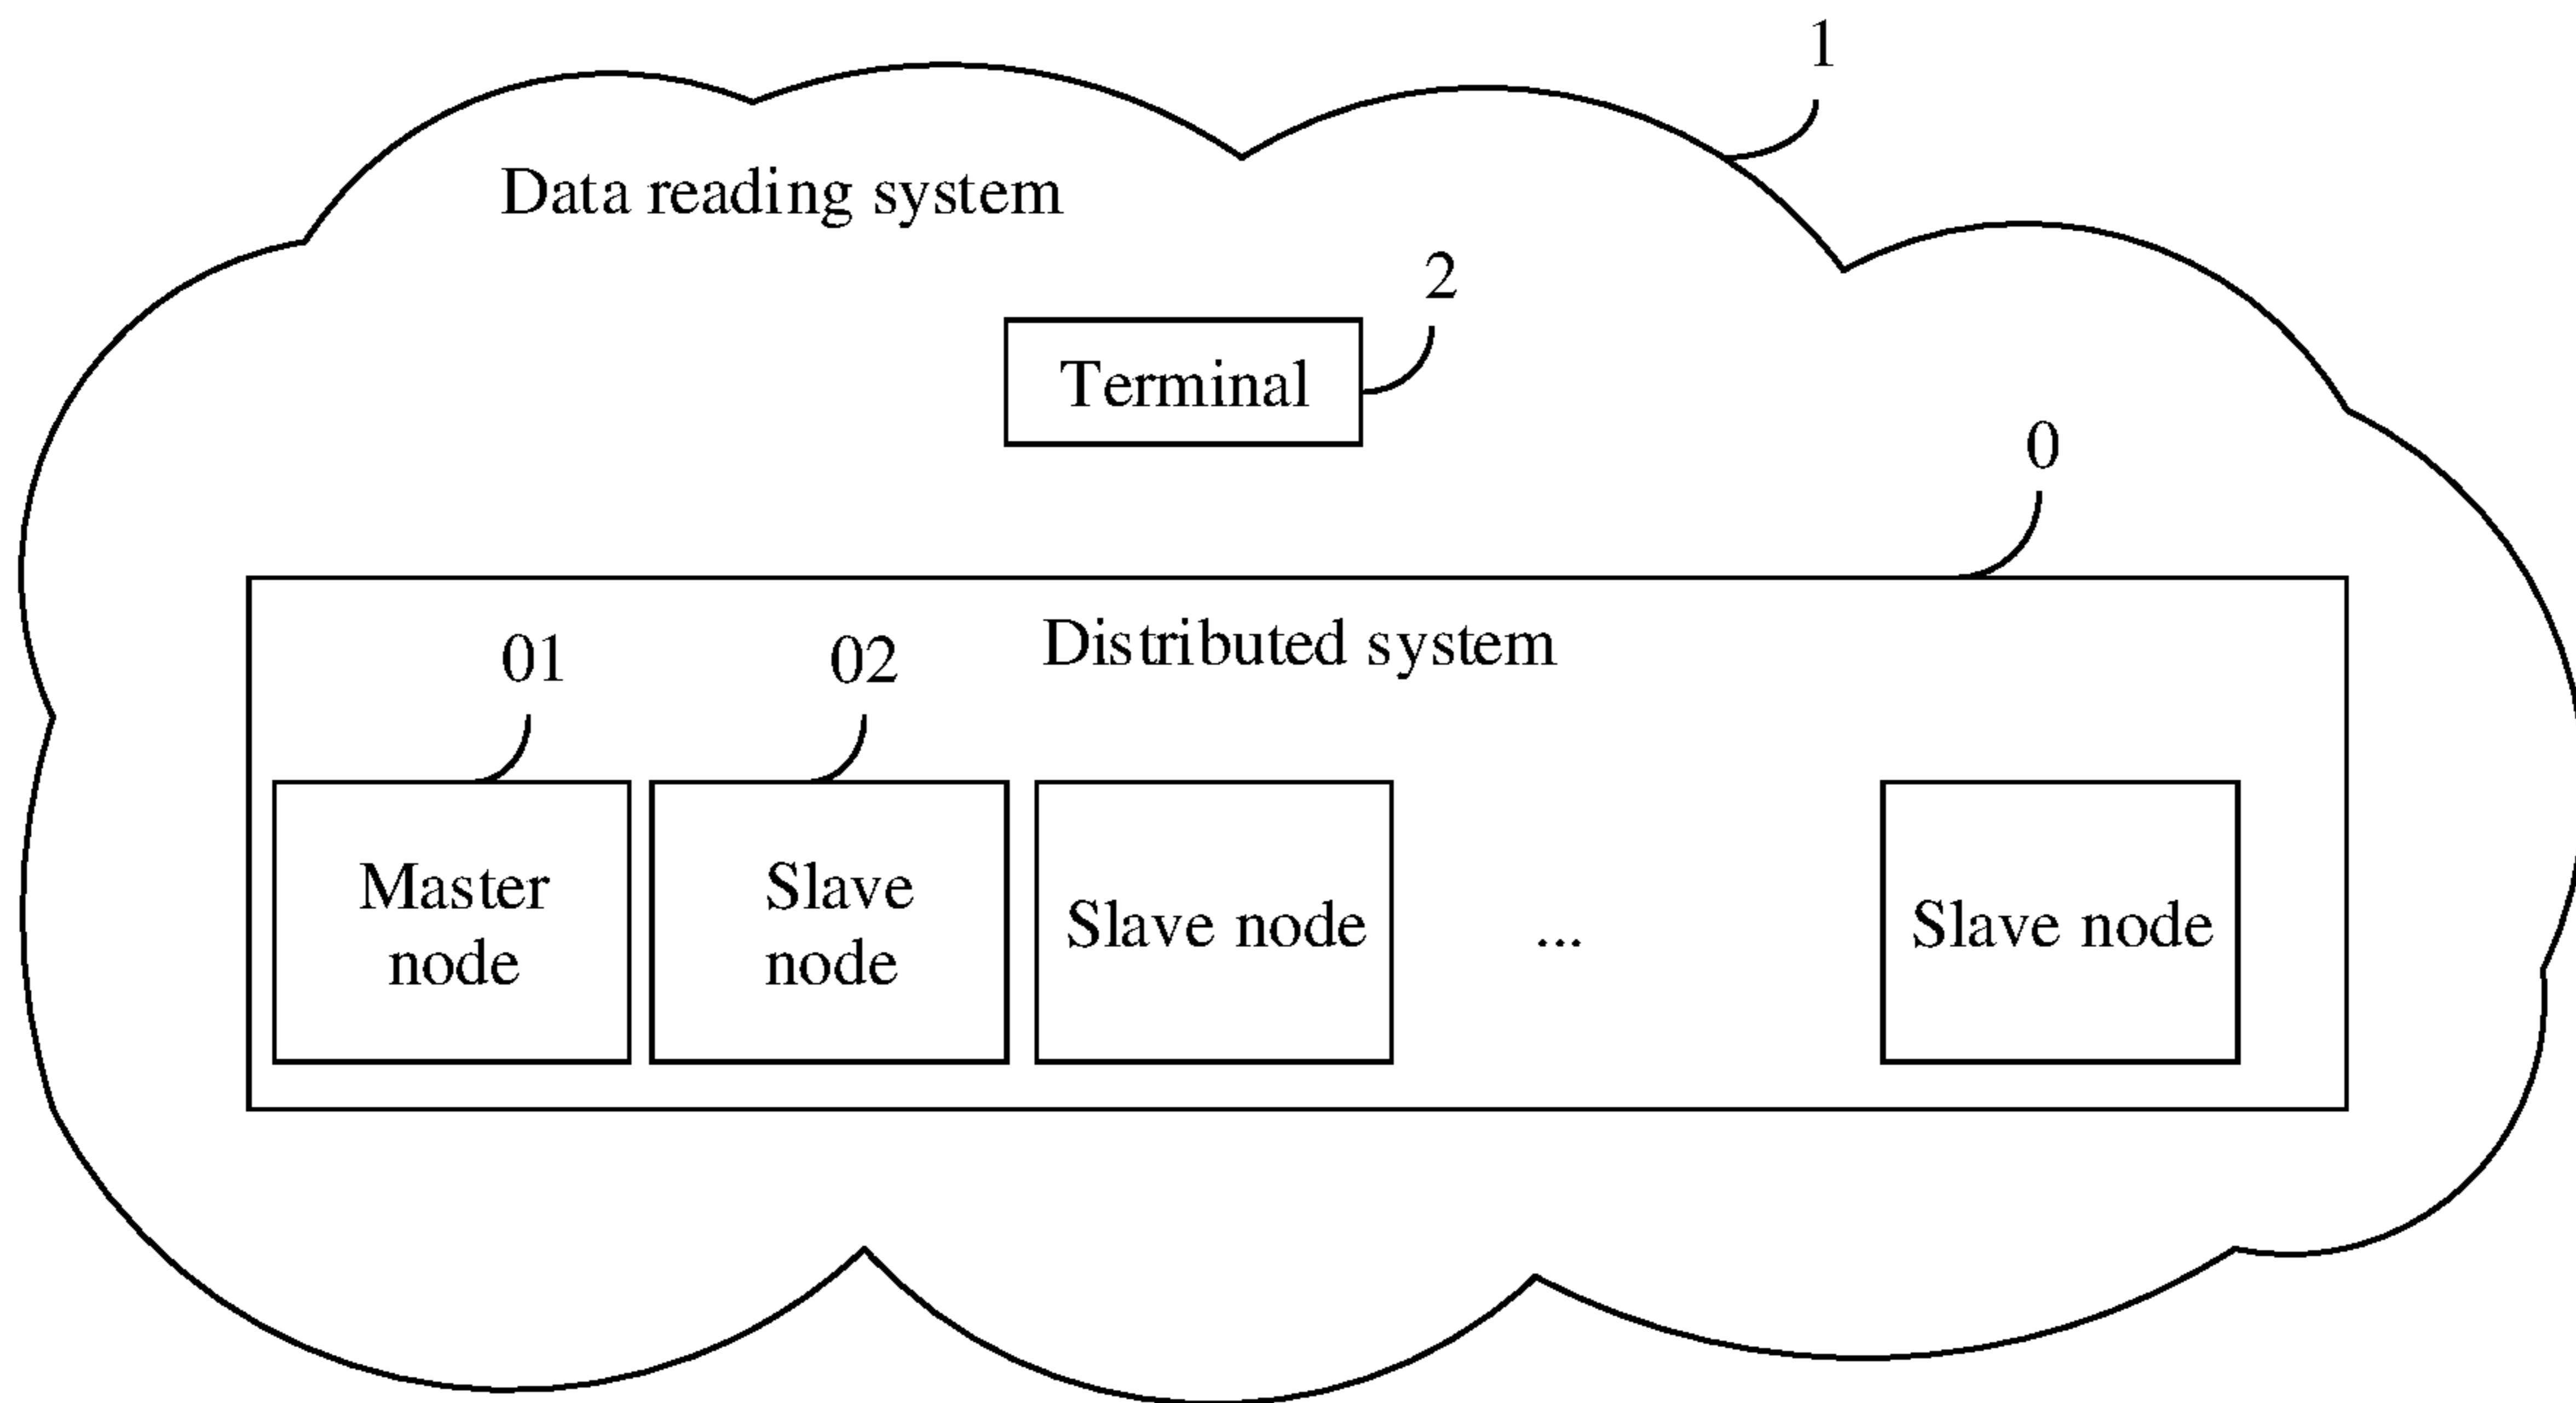 1
Data reading system
2
Terminal
0
Distributed system
01
02
Master
node
Slave
node
Slave node
...
Slave node